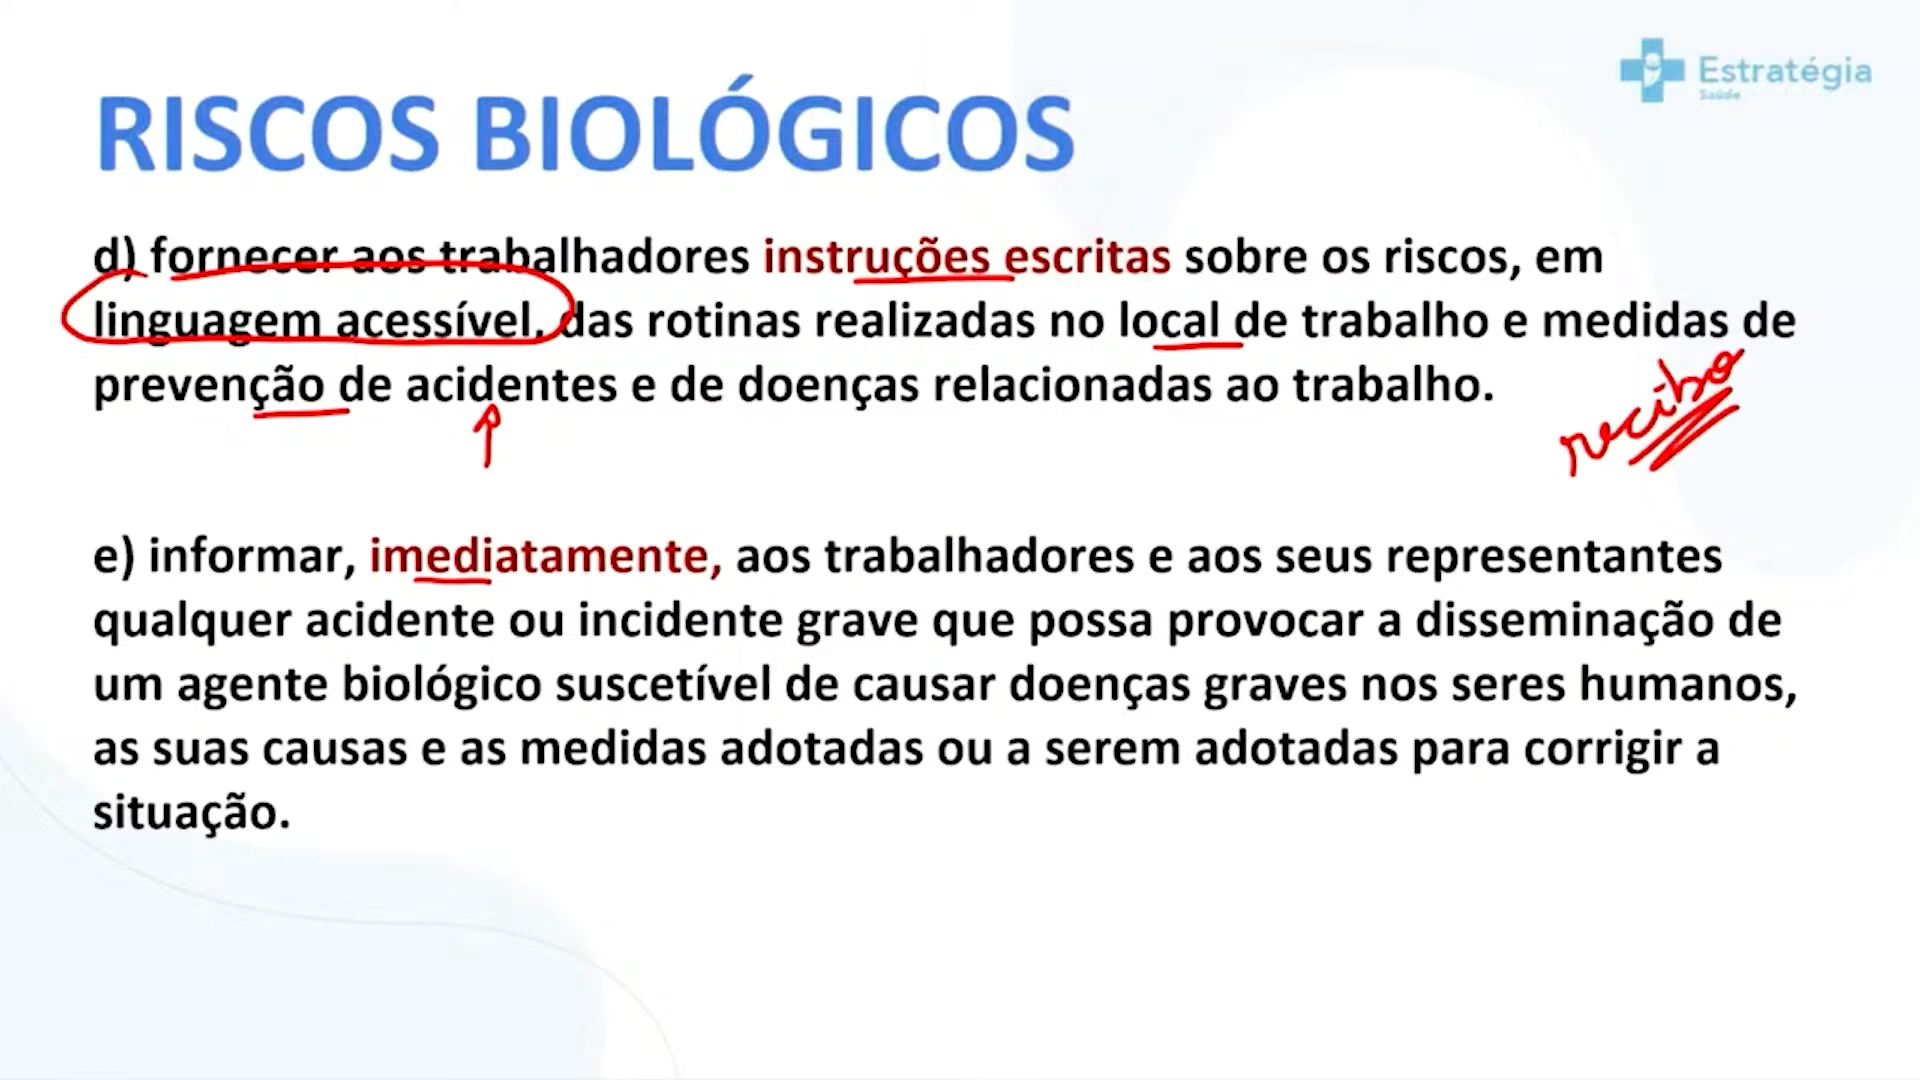 Estratégia
Saúde
RISCOS BIOLÓGICOS
d) fornecer aos trabalhadores instruções escritas sobre os riscos, em
linguagem acessível, das rotinas realizadas no local de trabalho e medidas de
prevenção de acidentes e de doenças relacionadas ao trabalho.
recibo
e) informar, imediatamente, aos trabalhadores e aos seus representantes
qualquer acidente ou incidente grave que possa provocar a disseminação de
um agente biológico suscetível de causar doenças graves nos seres humanos,
as suas causas e as medidas adotadas ou a serem adotadas para corrigir a
situação.